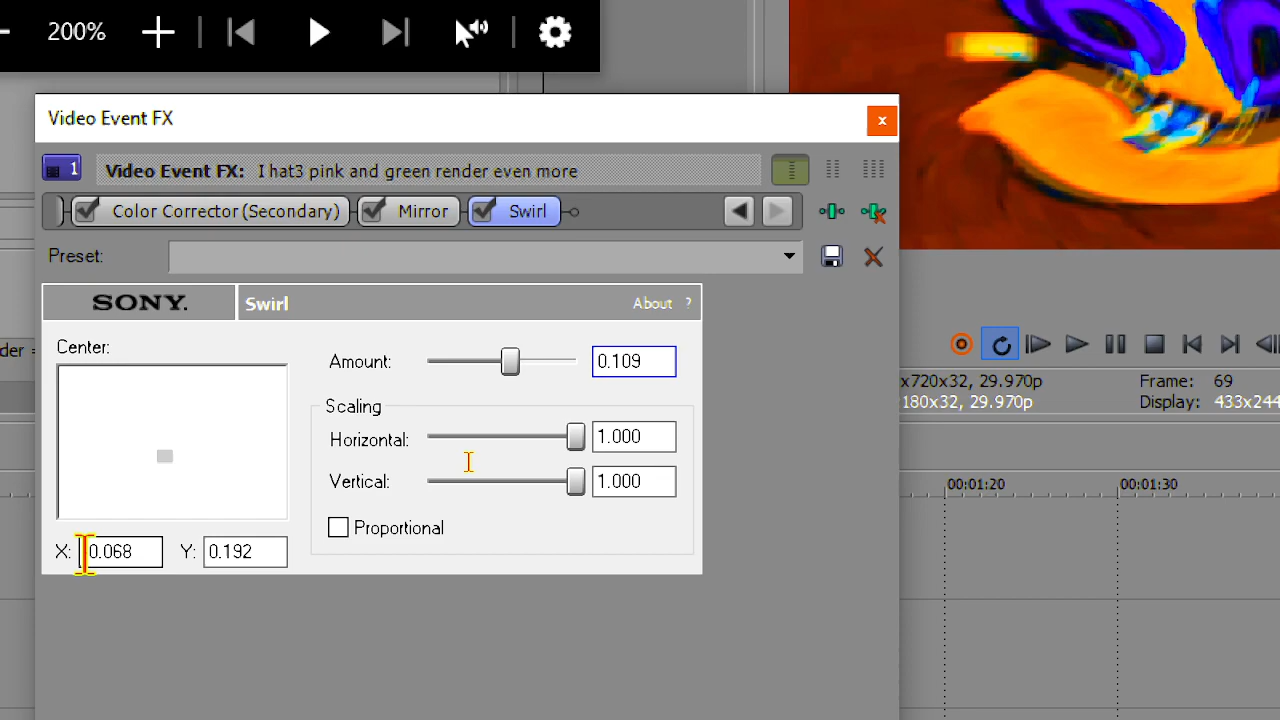 200%
Video Event FX
1
Video Event FX: I hat3 pink and green render even more
Color Corrector (Secondary)
Mirror
Swirl
Preset:
SONY.
Swirl
About ?
Center:
Amount: 0.109
Scaling
Horizontal: 1.000
Vertical: 1.000
Proportional
X: 0.068 Y: 0.192
der =
x720x32, 29.970p
Frame: 69
180x32, 29.970p
Display: 433x244
00:01:20
00:01:30